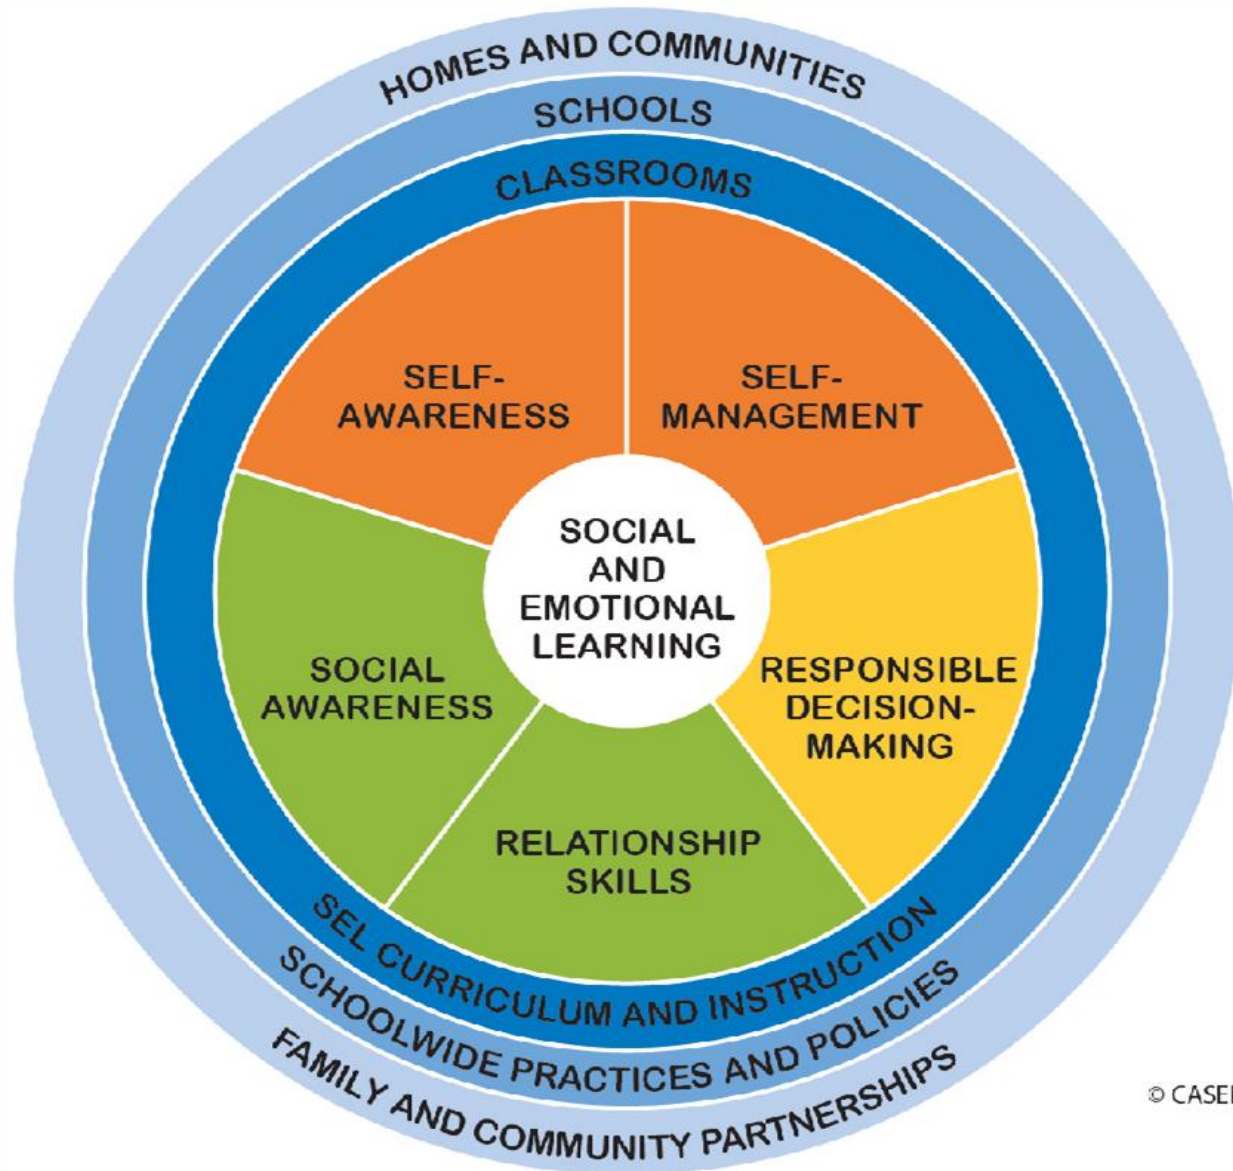 HOMES AND COMMUNITIES
SCHOOLS
CLASSROOMS
SELF-
AWARENESS
SELF-
MANAGEMENT
SOCIAL
AND
EMOTIONAL
LEARNING
SOCIAL
AWARENESS
RESPONSIBLE
DECISION-
MAKING
RELATIONSHIP
SKILLS
SEL CURRICULUM AND INSTRUCTION
SCHOOLWIDE PRACTICES AND POLICIES
FAMILY AND COMMUNITY PARTNERSHIPS
©